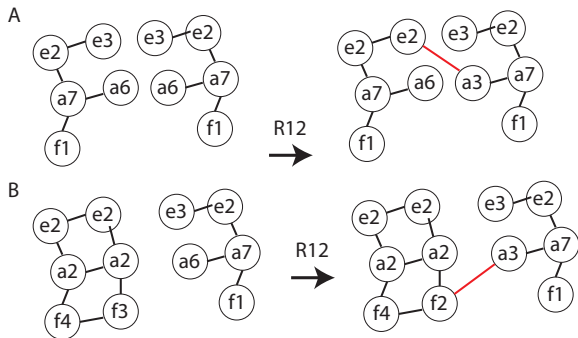 A
e2 e3 e3 e2 e2 e2 e3 e2
a7 a6 a6 a7 a7 a6 a3 a7
f1 f1 R12 f1 f1
B
e2 e2 e3 e2 e2 e2 e3 e2
a2 a2 a6 a7 R12 a2 a2 a3 a7
f4 f3 f1 f4 f2 f1